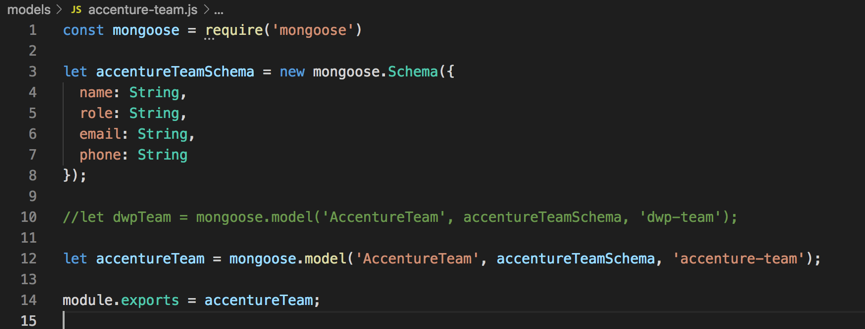 models > JS accenture-team.js > ...
1 const mongoose = require('mongoose')
2
3 let accentureTeamSchema = new mongoose.Schema({
4   name: String,
5   role: String,
6   email: String,
7   phone: String
8 });
9
10 //let dwpTeam = mongoose.model('AccentureTeam', accentureTeamSchema, 'dwp-team');
11
12 let accentureTeam = mongoose.model('AccentureTeam', accentureTeamSchema, 'accenture-team');
13
14 module.exports = accentureTeam;
15